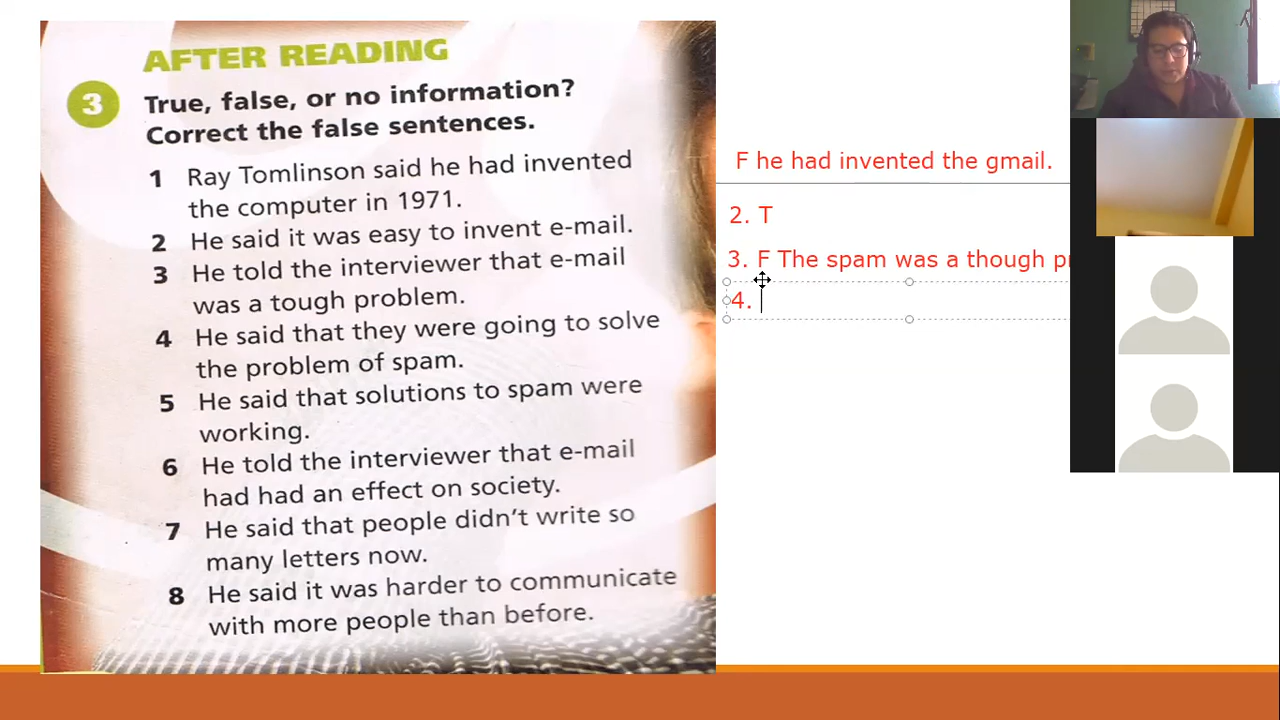 AFTER READING
3 True, false, or no information?
Correct the false sentences.
1 Ray Tomlinson said he had invented
the computer in 1971.
2 He said it was easy to invent e-mail.
3 He told the interviewer that e-mail
was a tough problem.
4 He said that they were going to solve
the problem of spam.
5 He said that solutions to spam were
working.
6 He told the interviewer that e-mail
had had an effect on society.
7 He said that people didn't write so
many letters now.
8 He said it was harder to communicate
with more people than before.
F he had invented the gmail.
2. T
3. F The spam was a though pr
4.